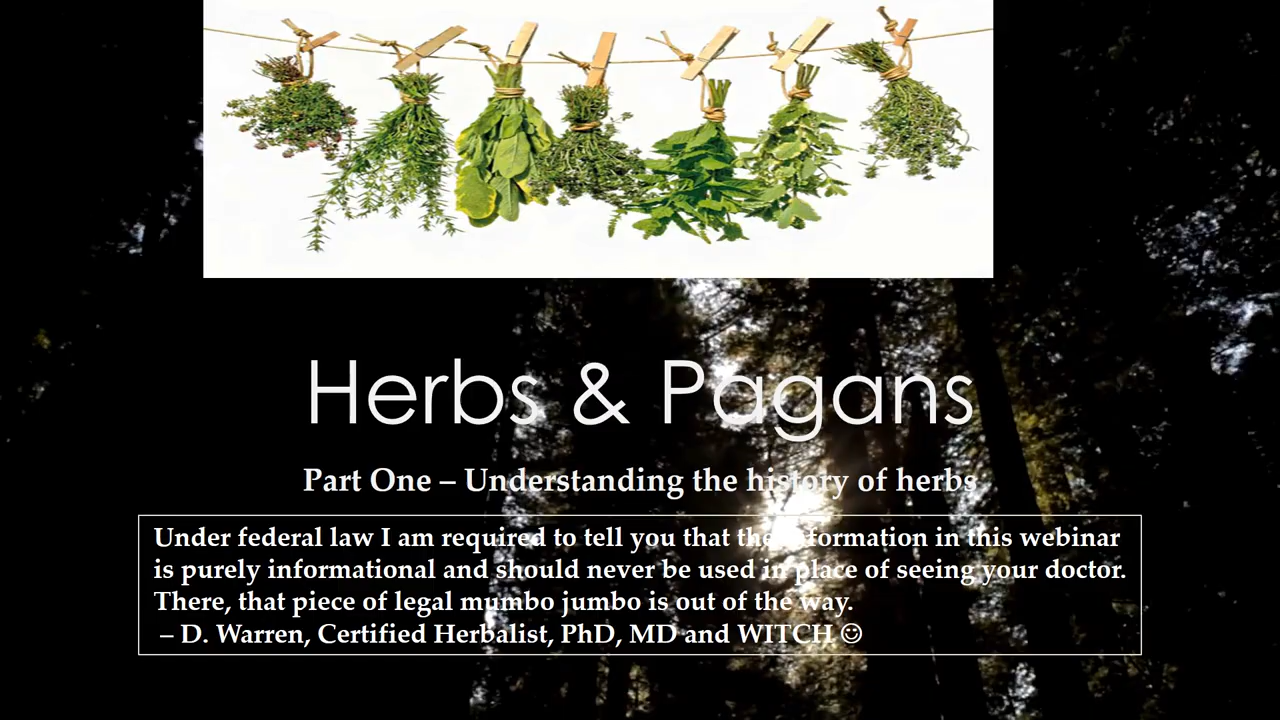 Herbs & Pagans
Part One – Understanding the history of herbs
Under federal law I am required to tell you that the information in this webinar
is purely informational and should never be used in place of seeing your doctor.
There, that piece of legal mumbo jumbo is out of the way.
– D. Warren, Certified Herbalist, PhD, MD and WITCH ☺